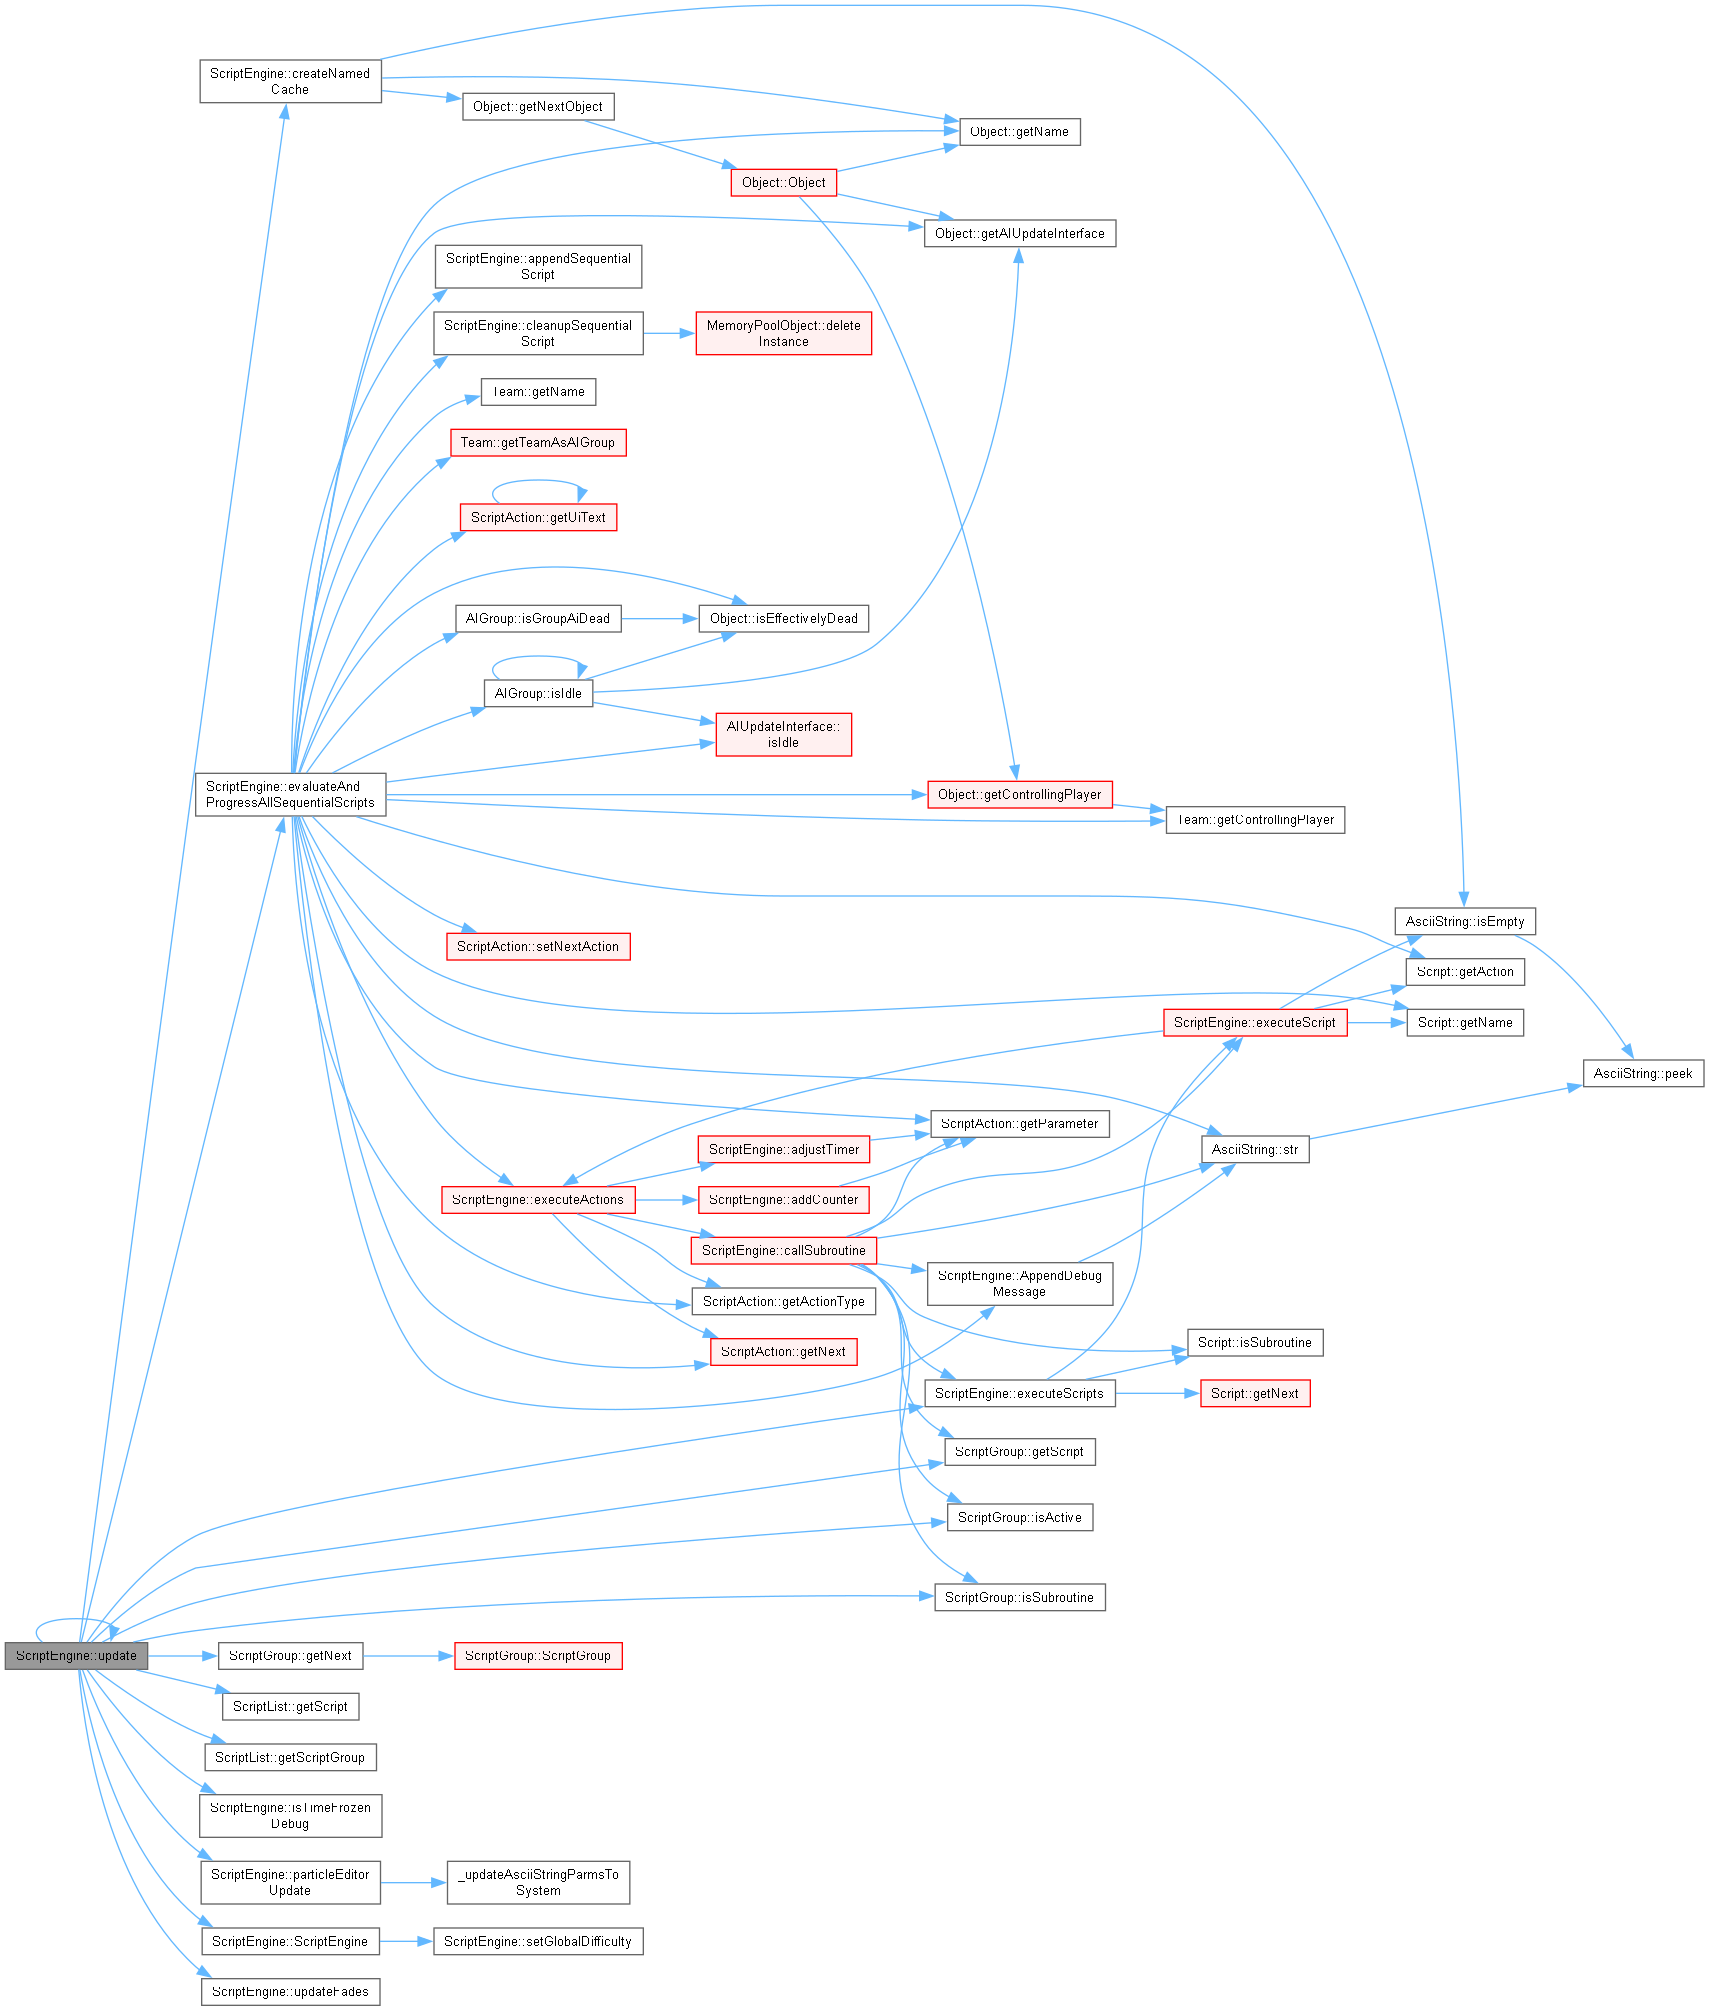 ScriptEngine::createNamed
Cache
Object::getNextObject
Object::getName
Object::Object
Object::getAIUpdateInterface
ScriptEngine::appendSequential
Script
ScriptEngine::cleanupSequential
Script
MemoryPoolObject::delete
Instance
Team::getName
Team::getTeamAsAIGroup
ScriptAction::getUiText
AIGroup::isGroupAiDead
Object::isEffectivelyDead
AIGroup::isIdle
AIUpdateInterface::
isIdle
ScriptEngine::evaluateAnd
ProgressAllSequentialScripts
Object::getControllingPlayer
Team::getControllingPlayer
AsciiString::isEmpty
ScriptAction::setNextAction
Script::getAction
ScriptEngine::executeScript
Script::getName
AsciiString::peek
ScriptAction::getParameter
ScriptEngine::adjustTimer
AsciiString::str
ScriptEngine::executeActions
ScriptEngine::addCounter
ScriptEngine::callSubroutine
ScriptEngine::AppendDebug
Message
ScriptAction::getActionType
Script::isSubroutine
ScriptAction::getNext
ScriptEngine::executeScripts
Script::getNext
ScriptGroup::getScript
ScriptGroup::isActive
ScriptGroup::isSubroutine
ScriptEngine::update
ScriptGroup::getNext
ScriptGroup::ScriptGroup
ScriptList::getScript
ScriptList::getScriptGroup
ScriptEngine::isTimeFrozen
Debug
ScriptEngine::particleEditor
Update
_updateAsciiStringParmsTo
System
ScriptEngine::ScriptEngine
ScriptEngine::setGlobalDifficulty
ScriptEngine::updateFades